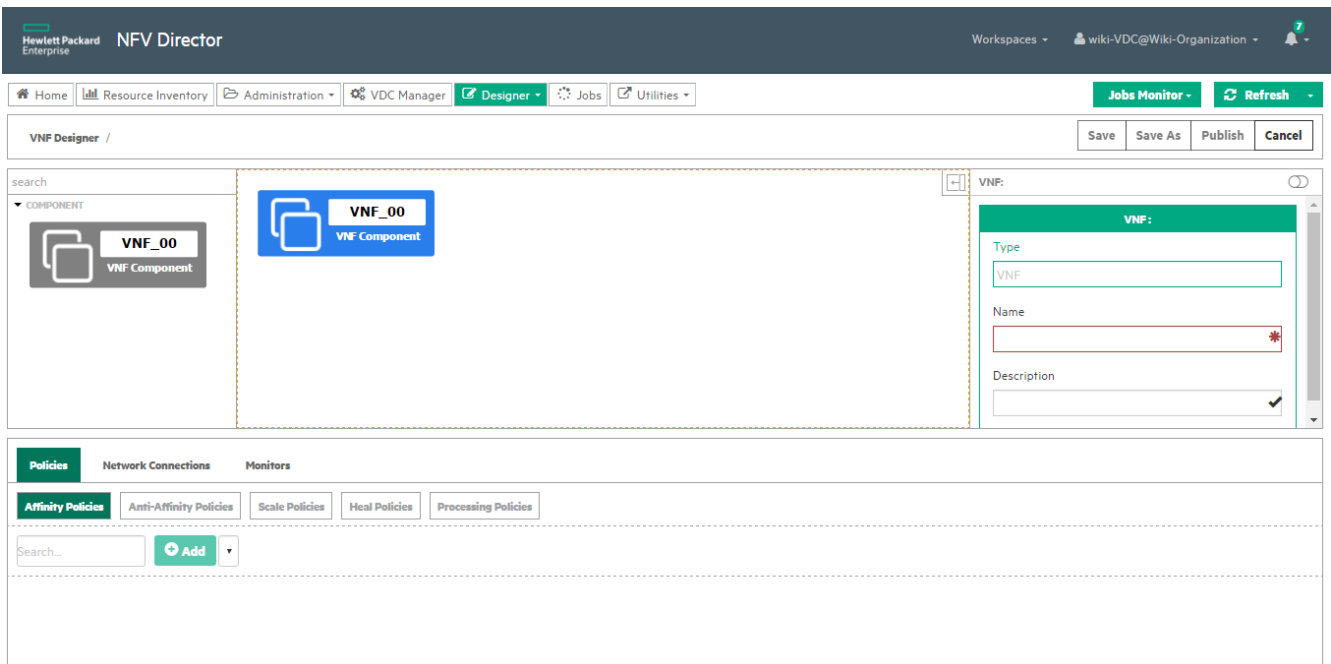 Hewlett Packard
Enterprise
NFV Director
Workspaces
wiki-VDC@Wiki-Organization
7
Home
Resource Inventory
Administration
VDC Manager
Designer
Jobs
Utilities
Jobs Monitor
Refresh
VNF Designer /
Save
Save As
Publish
Cancel
search
COMPONENT
VNF_00
VNF Component
VNF_00
VNF Component
VNF:
VNF :
Type
VNF
Name
Description
Policies
Network Connections
Monitors
Affinity Policies
Anti-Affinity Policies
Scale Policies
Heal Policies
Processing Policies
Search...
Add